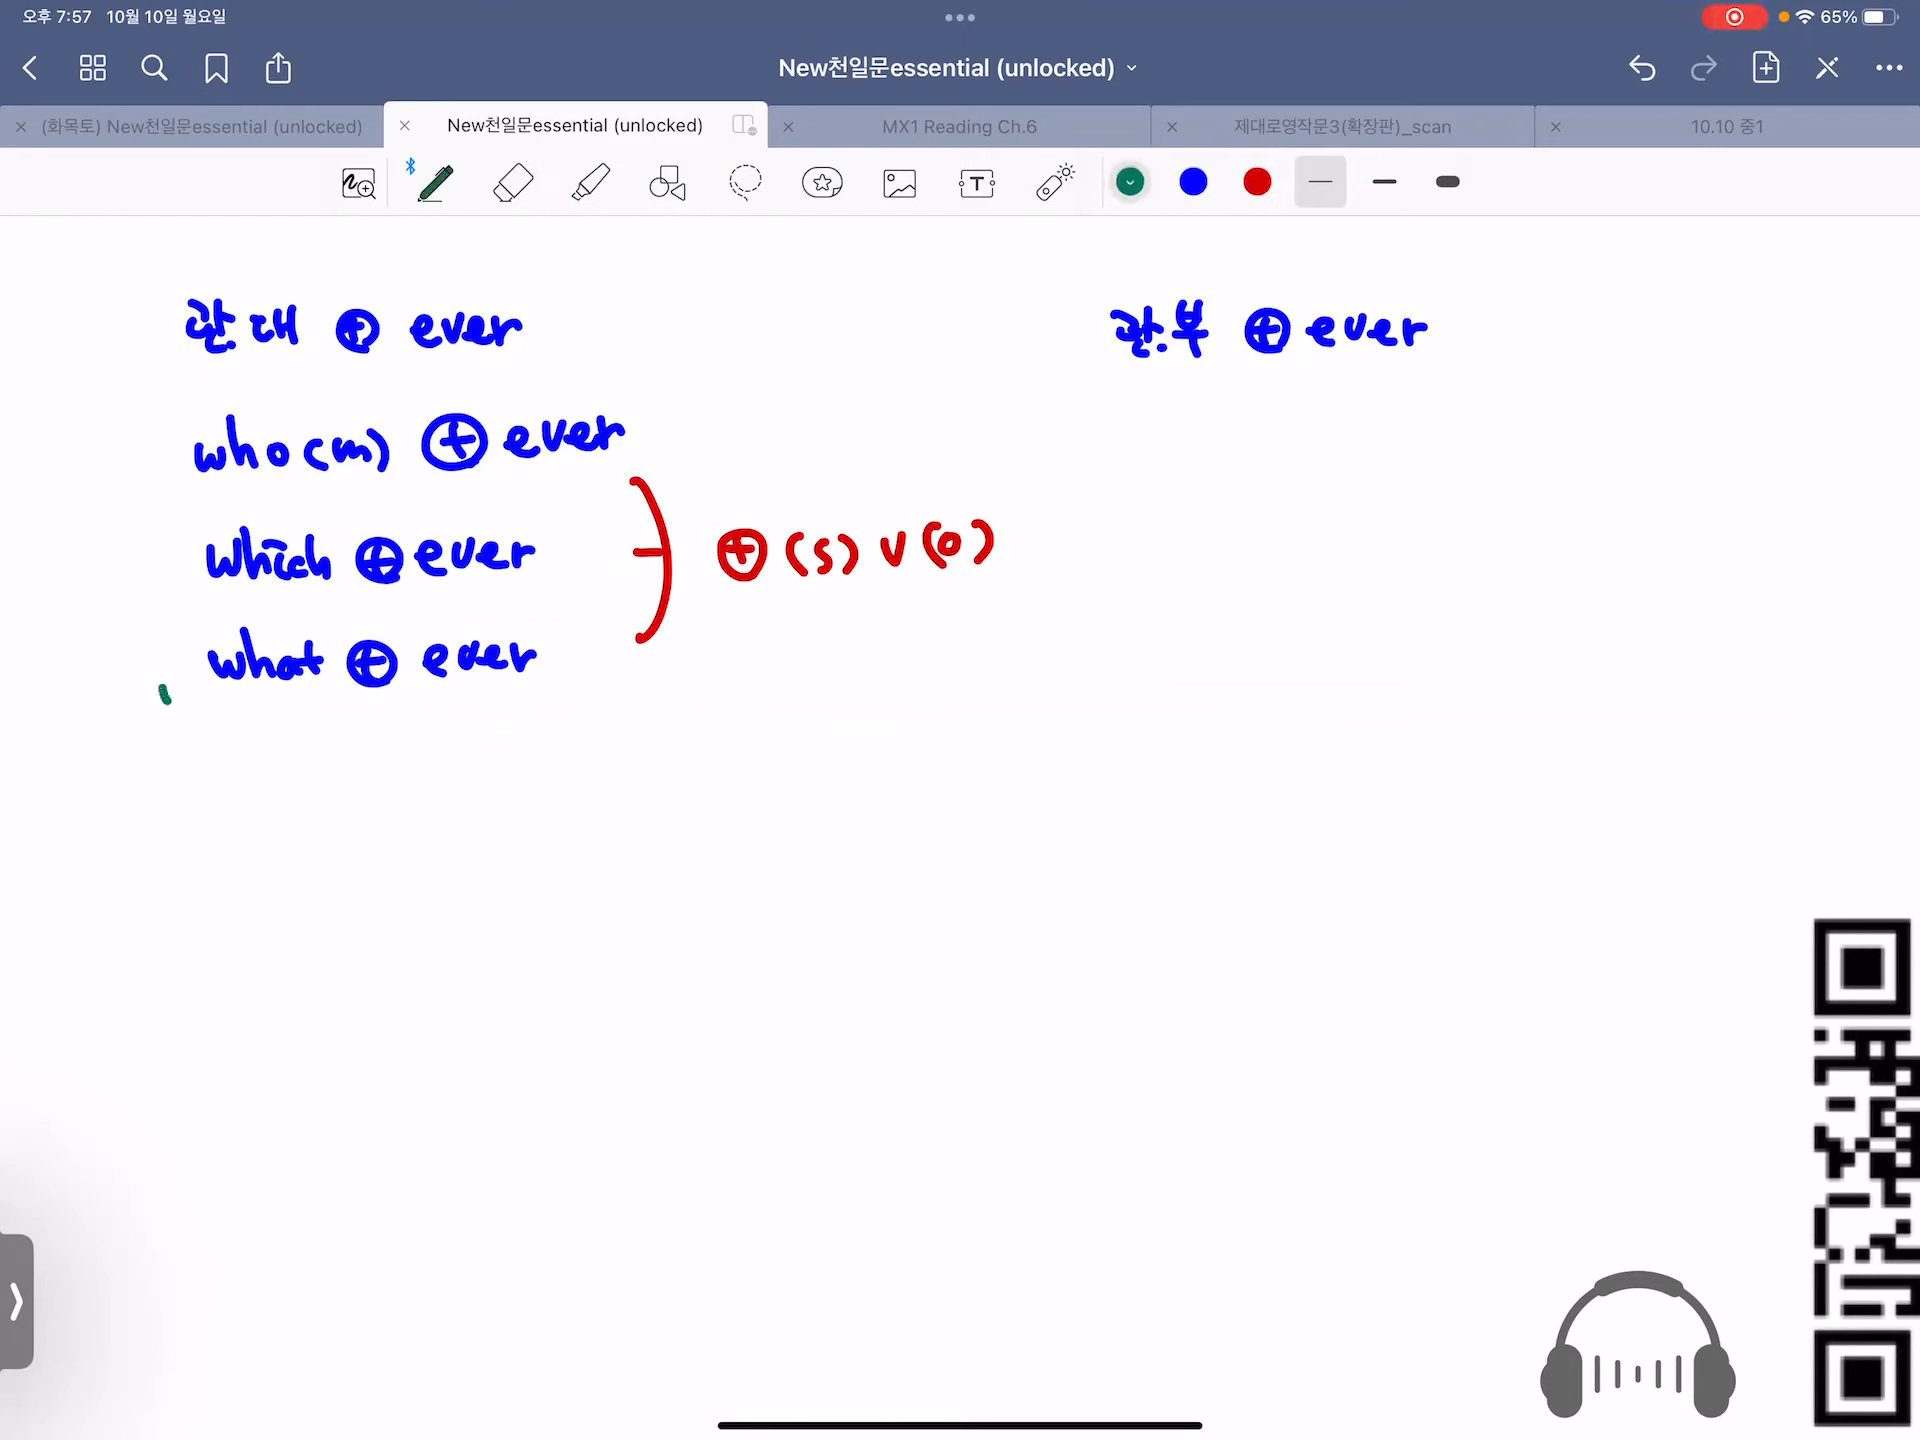 오후 7:57 10월 10일 월요일
65%
New천일문essential (unlocked)
(화목토) New천일문essential (unlocked)
New천일문essential (unlocked)
MX1 Reading Ch.6
제대로영작문3(확장판)_scan
10.10 중1
관.대 ⊕ ever
관.부 ⊕ ever
who(m) ⊕ ever
which ⊕ ever
⊕ (s) v (o)
what ⊕ ever